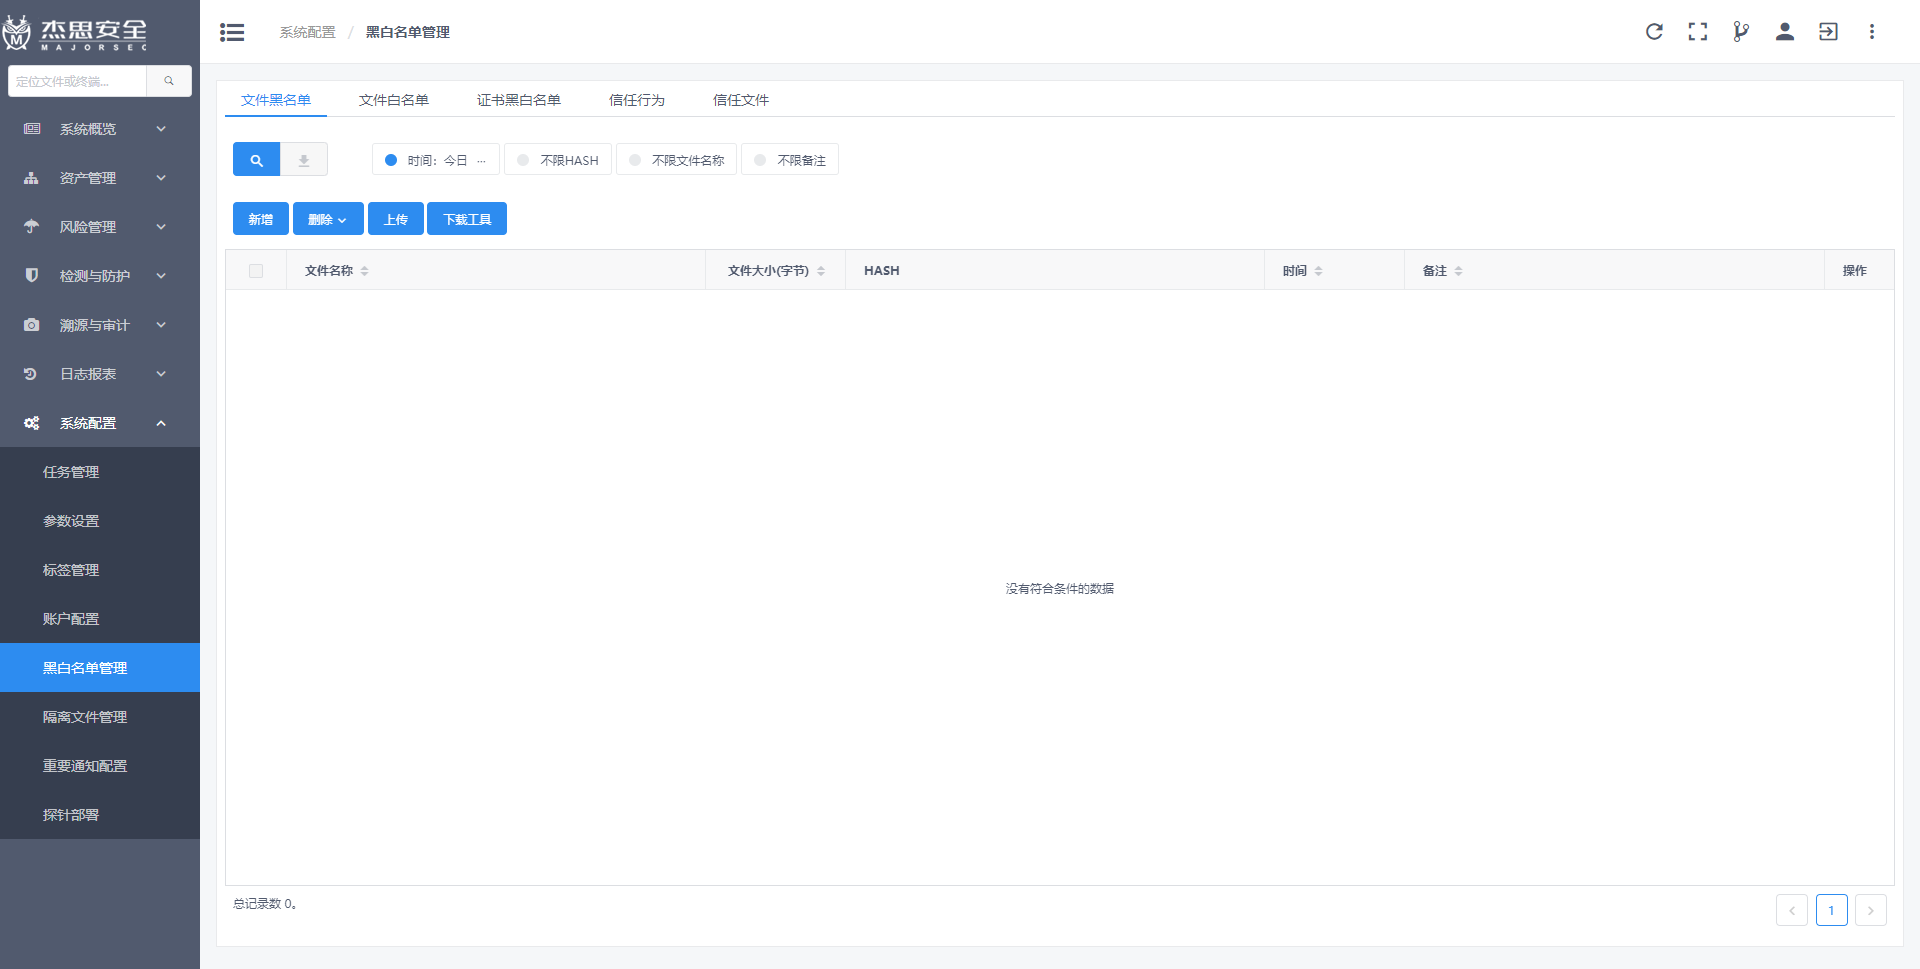 杰思安全
MAJORSEC
定位文件或终端...
系统概览
资产管理
风险管理
检测与防护
溯源与审计
日志报表
系统配置
任务管理
参数设置
标签管理
账户配置
黑白名单管理
隔离文件管理
重要通知配置
探针部署
系统配置 / 黑白名单管理
文件黑名单 文件白名单 证书黑白名单 信任行为 信任文件
时间：今日 ... 不限HASH 不限文件名称 不限备注
新增 删除 上传 下载工具
文件名称 文件大小(字节) HASH 时间 备注 操作
没有符合条件的数据
总记录数 0。
1